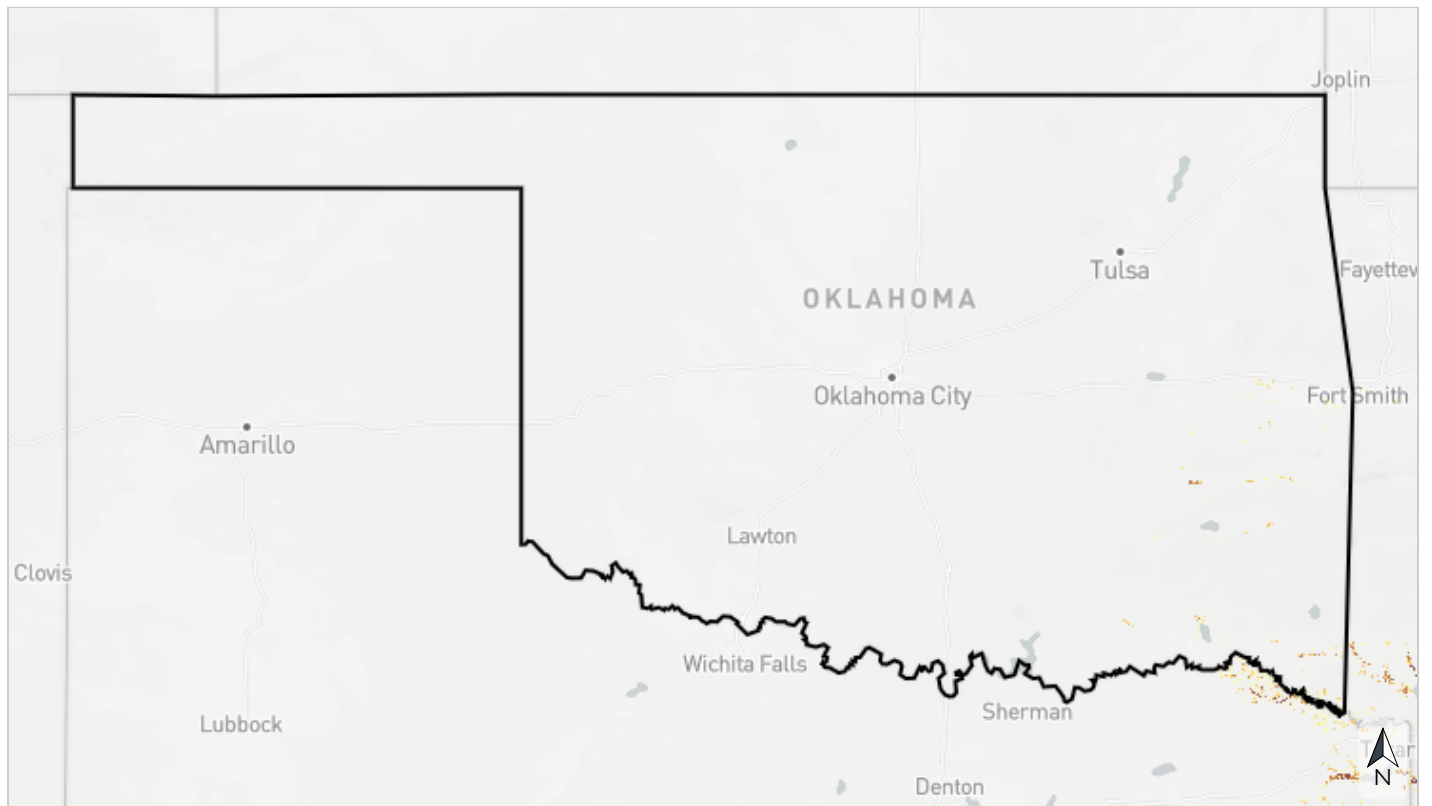 Joplin
Tulsa
Fayettev
OKLAHOMA
Oklahoma City
Fort Smith
Amarillo
Lawton
Clovis
Wichita Falls
Sherman
Lubbock
N
Denton